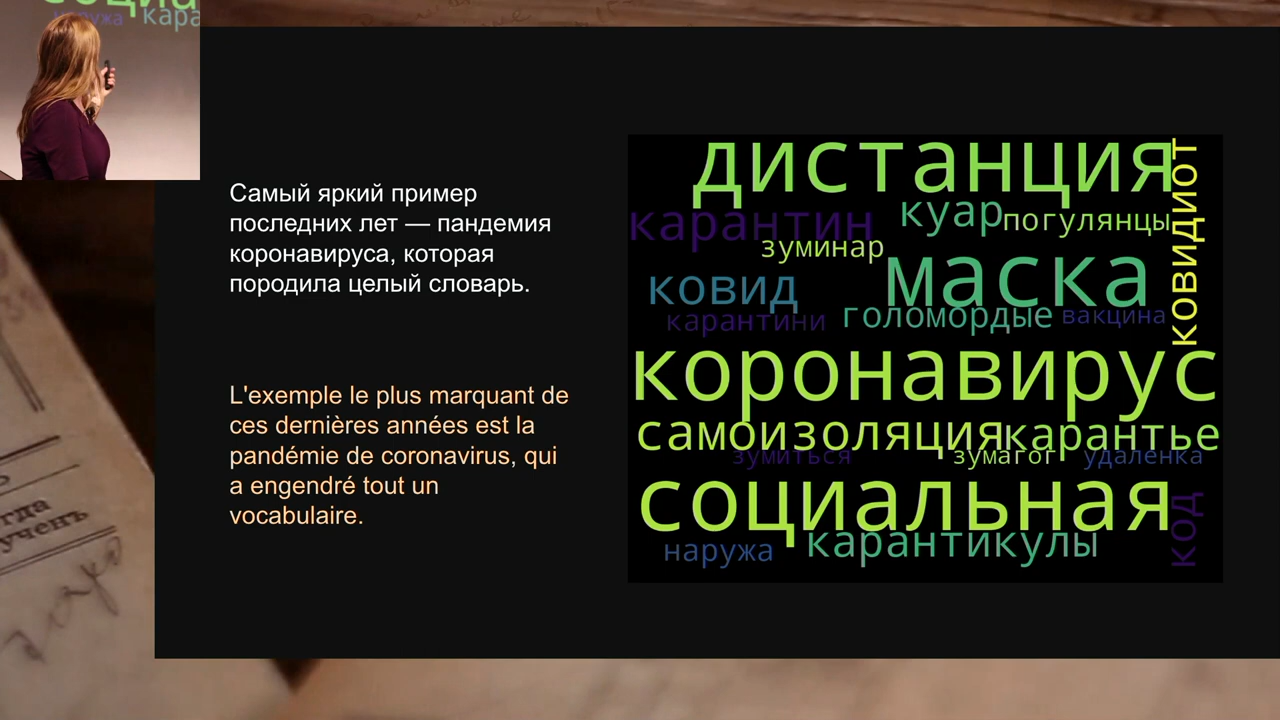 Самый яркий пример
последних лет — пандемия
коронавируса, которая
породила целый словарь.
L'exemple le plus marquant de
ces dernières années est la
pandémie de coronavirus, qui
a engendré tout un
vocabulaire.
дистанция
карантин
куар
погулянцы
ковидиот
зуминар
ковид
маска
карантини
голомордые
вакцина
коронавирус
самоизоляция
карантье
зумиться
зумагог
удаленка
социальная
код
наружа
карантикулы